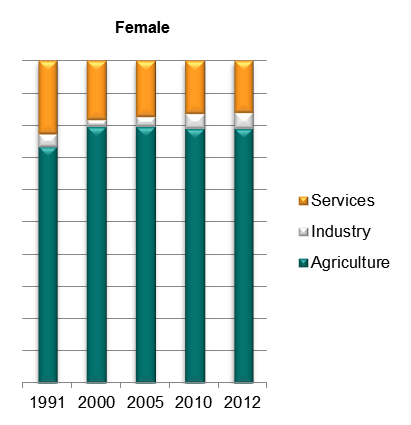 Female
Services
Industry
Agriculture
1991 2000 2005 2010 2012